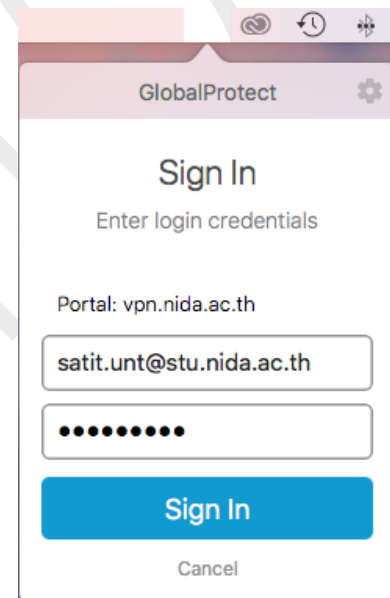 GlobalProtect
Sign In
Enter login credentials
Portal: vpn.nida.ac.th
satit.unt@stu.nida.ac.th
•••••••••
Sign In
Cancel